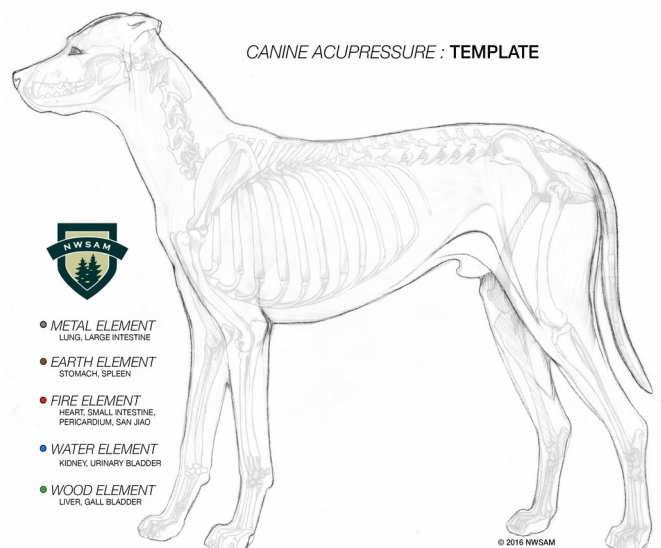 CANINE ACUPRESSURE : TEMPLATE
NWSAM
METAL ELEMENT
LUNG, LARGE INTESTINE
EARTH ELEMENT
STOMACH, SPLEEN
FIRE ELEMENT
HEART, SMALL INTESTINE,
PERICARDIUM, SAN JIAO
WATER ELEMENT
KIDNEY, URINARY BLADDER
WOOD ELEMENT
LIVER, GALL BLADDER
© 2016 NWSAM